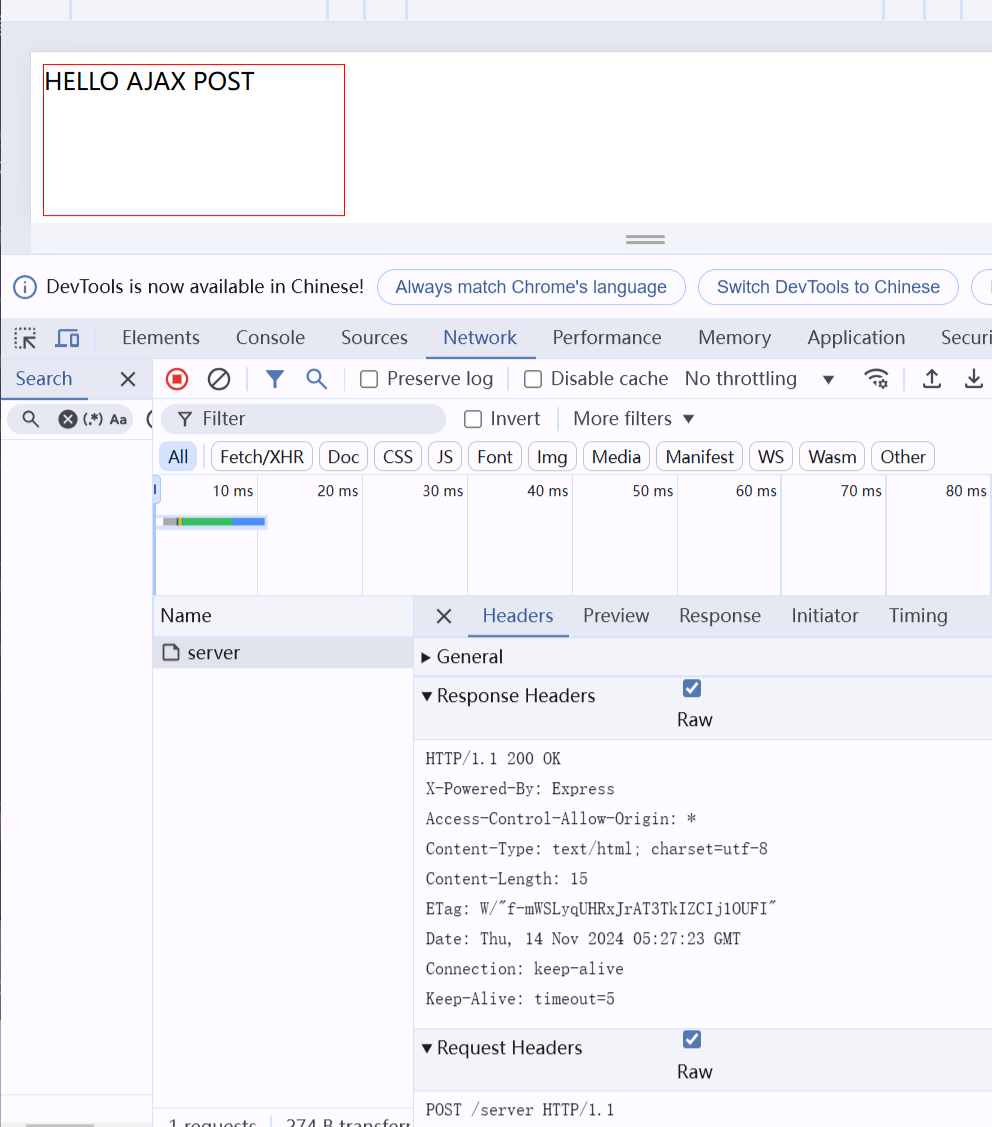 HELLO AJAX POST
DevTools is now available in Chinese! Always match Chrome's language Switch DevTools to Chinese
Elements Console Sources Network Performance Memory Application Securi
Search Preserve log Disable cache No throttling
(.*) Aa Filter Invert More filters
All Fetch/XHR Doc CSS JS Font Img Media Manifest WS Wasm Other
10 ms 20 ms 30 ms 40 ms 50 ms 60 ms 70 ms 80 ms
Name Headers Preview Response Initiator Timing
server
General
Response Headers
Raw
HTTP/1.1 200 OK
X-Powered-By: Express
Access-Control-Allow-Origin: *
Content-Type: text/html; charset=utf-8
Content-Length: 15
ETag: W/"f-mWSLyqUHRxJrAT3TkIZCIj1OUFI"
Date: Thu, 14 Nov 2024 05:27:23 GMT
Connection: keep-alive
Keep-Alive: timeout=5
Request Headers
Raw
POST /server HTTP/1.1
1 requests 274 B transfer